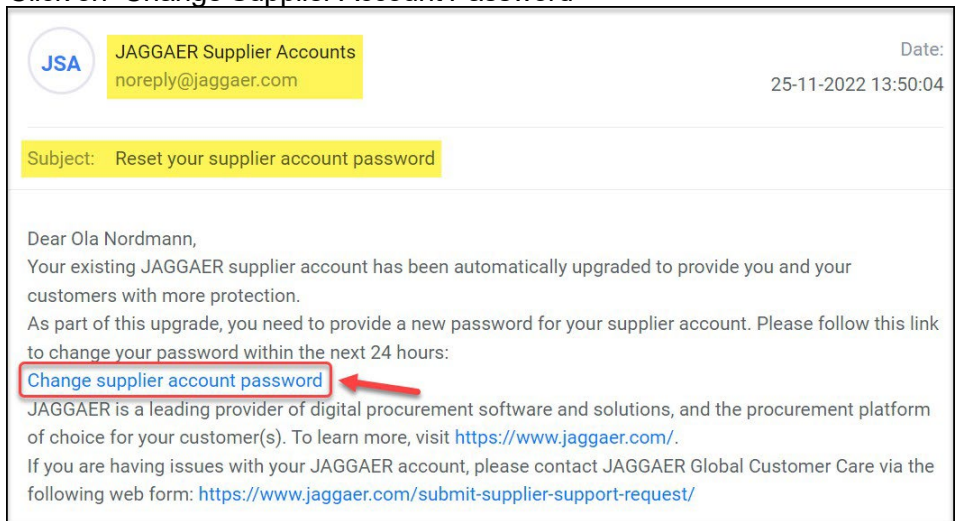 JSA
JAGGAER Supplier Accounts
noreply@jaggaer.com
Date:
25-11-2022 13:50:04
Subject: Reset your supplier account password
Dear Ola Nordmann,
Your existing JAGGAER supplier account has been automatically upgraded to provide you and your
customers with more protection.
As part of this upgrade, you need to provide a new password for your supplier account. Please follow this link
to change your password within the next 24 hours:
Change supplier account password
JAGGAER is a leading provider of digital procurement software and solutions, and the procurement platform
of choice for your customer(s). To learn more, visit https://www.jaggaer.com/.
If you are having issues with your JAGGAER account, please contact JAGGAER Global Customer Care via the
following web form: https://www.jaggaer.com/submit-supplier-support-request/